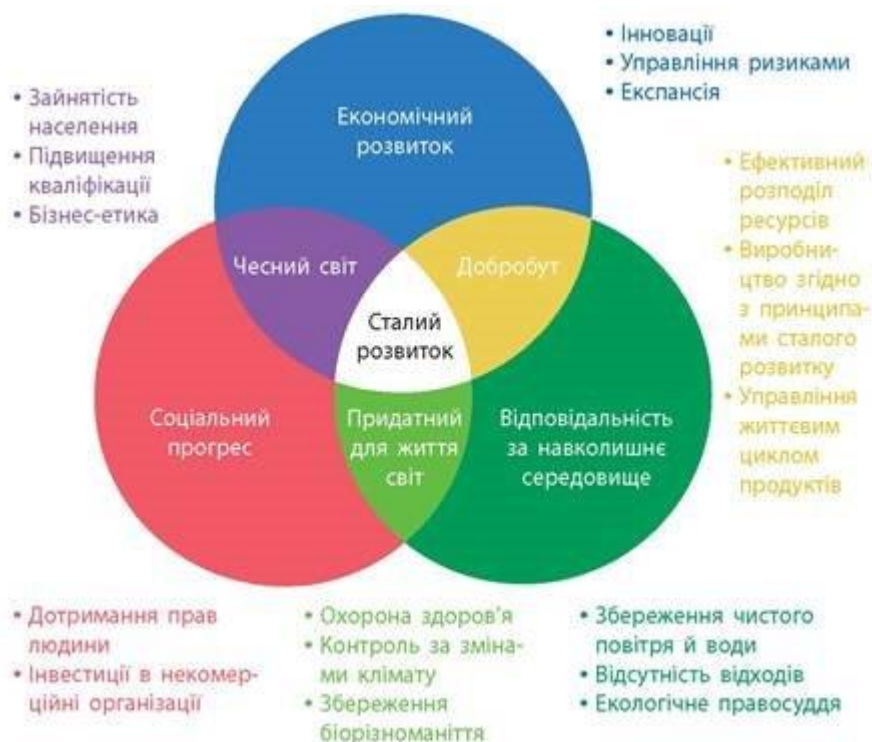 • Інновації
• Управління ризиками
• Експансія
• Зайнятість
населення
• Підвищення
кваліфікації
• Бізнес-етика
Економічний
розвиток
• Ефективний
розподіл
ресурсів
• Виробни-
цтво згідно
з принципа-
ми сталого
розвитку
• Управління
життєвим
циклом
продуктів
Чесний світ
Добробут
Сталий
розвиток
Соціальний
прогрес
Придатний
для життя
світ
Відповідальність
за навколишнє
середовище
• Дотримання прав
людини
• Інвестиції в некомер-
ційні організації
• Охорона здоров'я
• Контроль за зміна-
ми клімату
• Збереження
біорізноманіття
• Збереження чистого
повітря й води
• Відсутність відходів
• Екологічне правосуддя